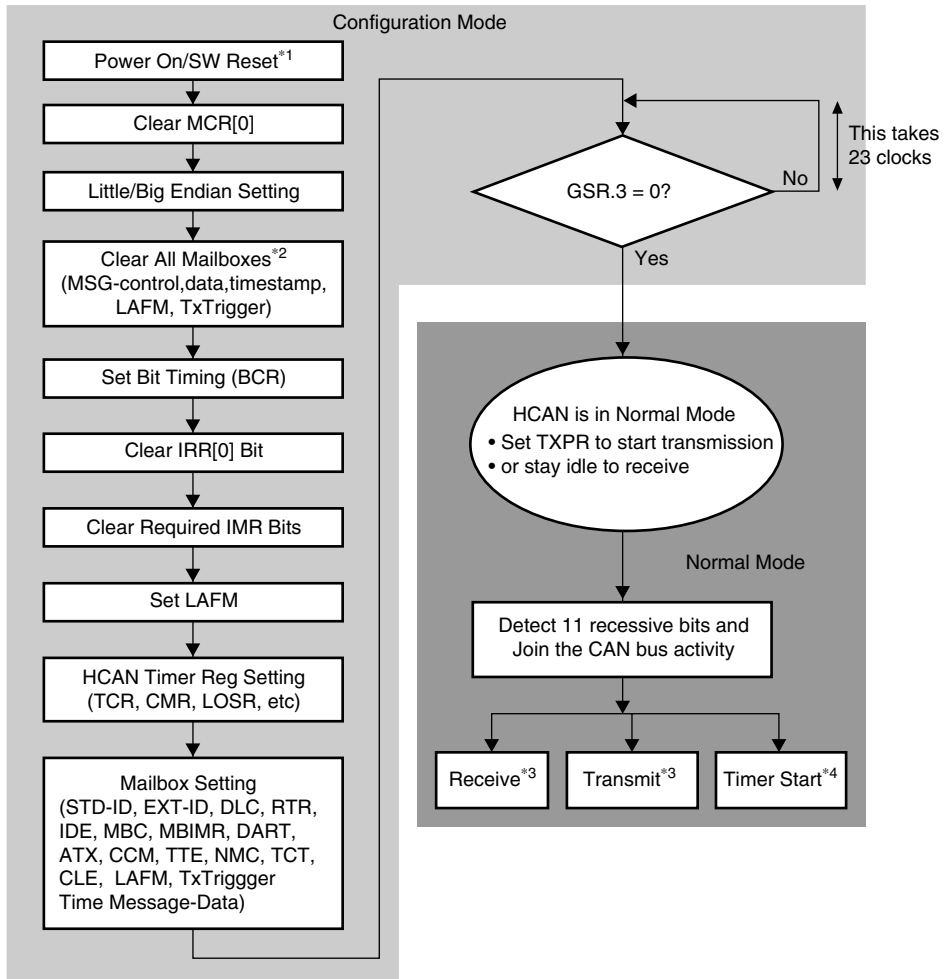 Configuration Mode
Power On/SW Reset*1
Clear MCR[0]
Little/Big Endian Setting
Clear All Mailboxes*2
(MSG-control,data,timestamp,
LAFM, TxTrigger)
Set Bit Timing (BCR)
Clear IRR[0] Bit
Clear Required IMR Bits
Set LAFM
HCAN Timer Reg Setting
(TCR, CMR, LOSR, etc)
Mailbox Setting
(STD-ID, EXT-ID, DLC, RTR,
IDE, MBC, MBIMR, DART,
ATX, CCM, TTE, NMC, TCT,
CLE, LAFM, TxTriggger
Time Message-Data)
GSR.3 = 0?
No
This takes
23 clocks
Yes
HCAN is in Normal Mode
• Set TXPR to start transmission
• or stay idle to receive
Normal Mode
Detect 11 recessive bits and
Join the CAN bus activity
Receive*3
Transmit*3
Timer Start*4